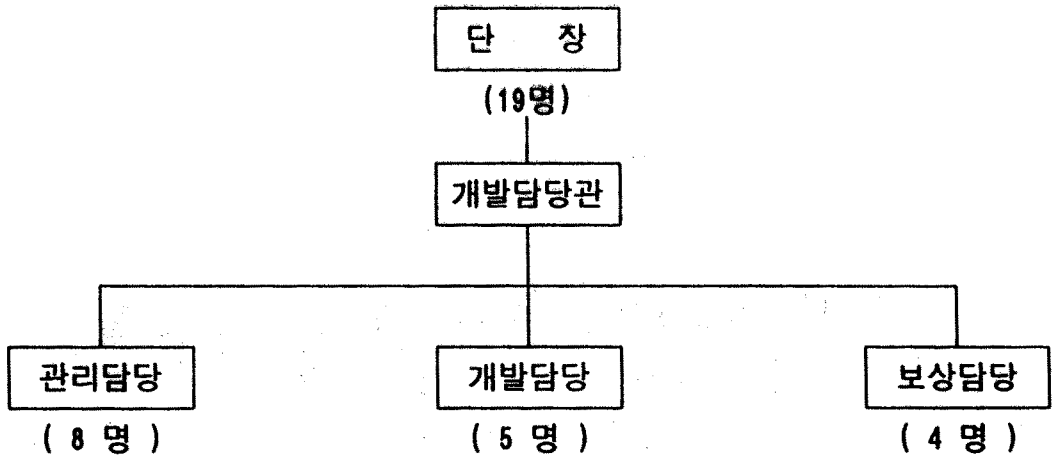 단 장
(19명)
개발담당관
관리담당 개발담당 보상담당
( 8 명 ) ( 5 명 ) ( 4 명 )